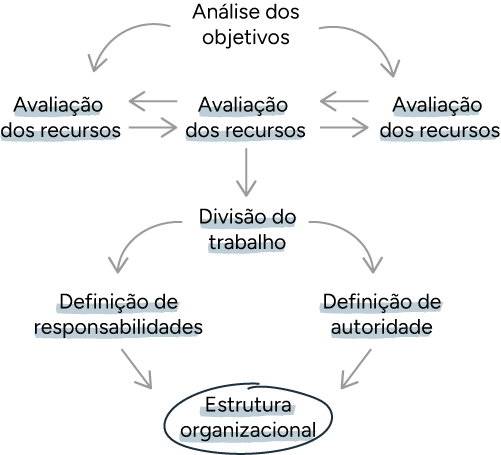 Análise dos
objetivos
Avaliação
dos recursos
Avaliação
dos recursos
Avaliação
dos recursos
Divisão do
trabalho
Definição de
responsabilidades
Definição de
autoridade
Estrutura
organizacional